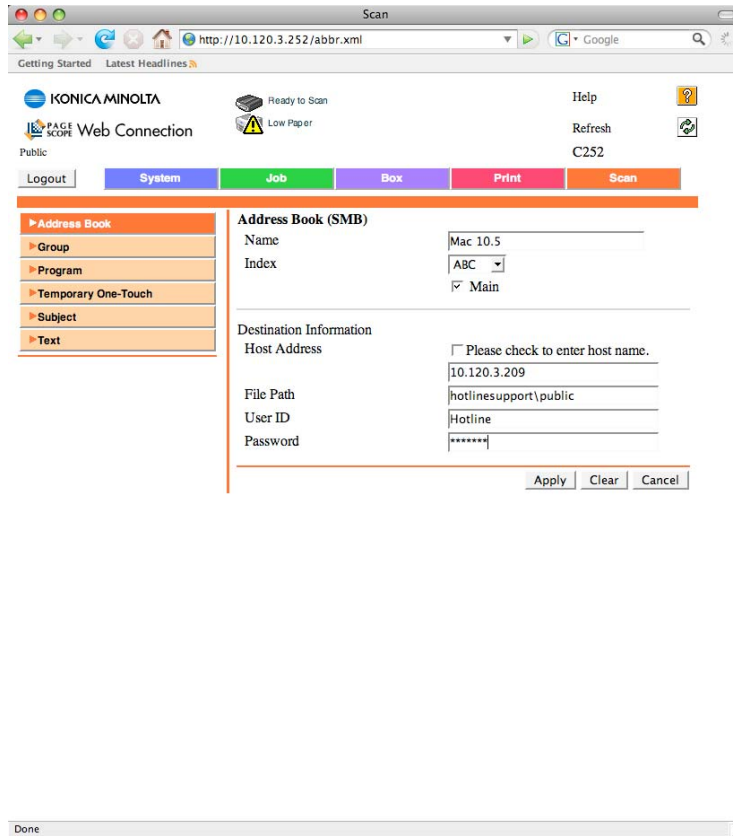 Scan
http://10.120.3.252/abbr.xml
Google
Getting Started Latest Headlines
KONICA MINOLTA
Ready to Scan
Help
PAGE SCOPE Web Connection
Low Paper
Refresh
Public
C252
Logout System Job Box Print Scan
Address Book
Group
Program
Temporary One-Touch
Subject
Text
Address Book (SMB)
Name Mac 10.5
Index ABC
Main
Destination Information
Host Address Please check to enter host name.
10.120.3.209
File Path hotlinesupport\public
User ID Hotline
Password *******
Apply Clear Cancel
Done